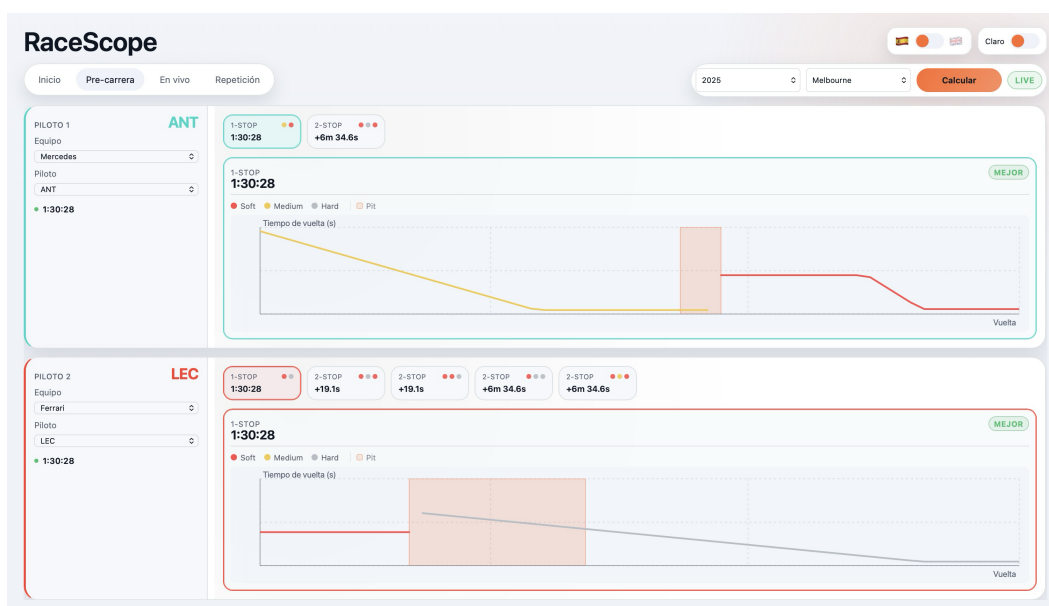 RaceScope
Claro
Inicio Pre-carrera En vivo Repetición
2025 Melbourne Calcular LIVE
PILOTO 1 ANT
Equipo
Mercedes
Piloto
ANT
1:30:28
1-STOP
1:30:28
2-STOP
+6m 34.6s
1-STOP
1:30:28
MEJOR
Soft Medium Hard Pit
Tiempo de vuelta (s)
Vuelta
PILOTO 2 LEC
Equipo
Ferrari
Piloto
LEC
1:30:28
1-STOP
1:30:28
2-STOP
+19.1s
2-STOP
+19.1s
2-STOP
+6m 34.6s
2-STOP
+6m 34.6s
1-STOP
1:30:28
MEJOR
Soft Medium Hard Pit
Tiempo de vuelta (s)
Vuelta